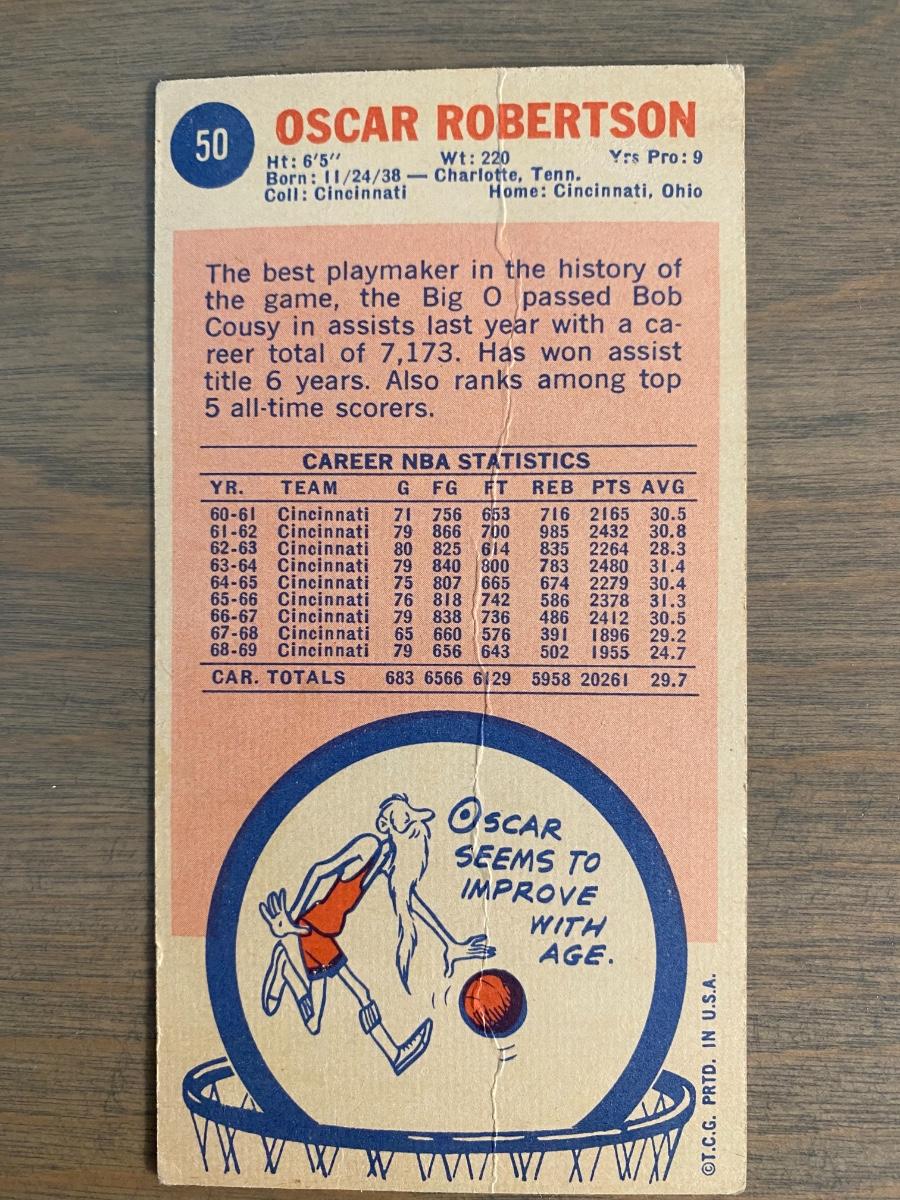 50
OSCAR ROBERTSON
Ht: 6'5" Wt: 220 Yrs Pro: 9
Born: 11/24/38 — Charlotte, Tenn.
Coll: Cincinnati Home: Cincinnati, Ohio
The best playmaker in the history of
the game, the Big O passed Bob
Cousy in assists last year with a ca-
reer total of 7,173. Has won assist
title 6 years. Also ranks among top
5 all-time scorers.
CAREER NBA STATISTICS
YR. TEAM G FG FT REB PTS AVG
60-61 Cincinnati 71 756 653 716 2165 30.5
61-62 Cincinnati 79 866 700 985 2432 30.8
62-63 Cincinnati 80 825 614 835 2264 28.3
63-64 Cincinnati 79 840 800 783 2480 31.4
64-65 Cincinnati 75 807 665 674 2279 30.4
65-66 Cincinnati 76 818 742 586 2378 31.3
66-67 Cincinnati 79 838 736 486 2412 30.5
67-68 Cincinnati 65 660 576 391 1896 29.2
68-69 Cincinnati 79 656 643 502 1955 24.7
CAR. TOTALS 683 6566 6129 5958 20261 29.7
OSCAR
SEEMS TO
IMPROVE
WITH
AGE.
©T.C.G. PRTD. IN U.S.A.